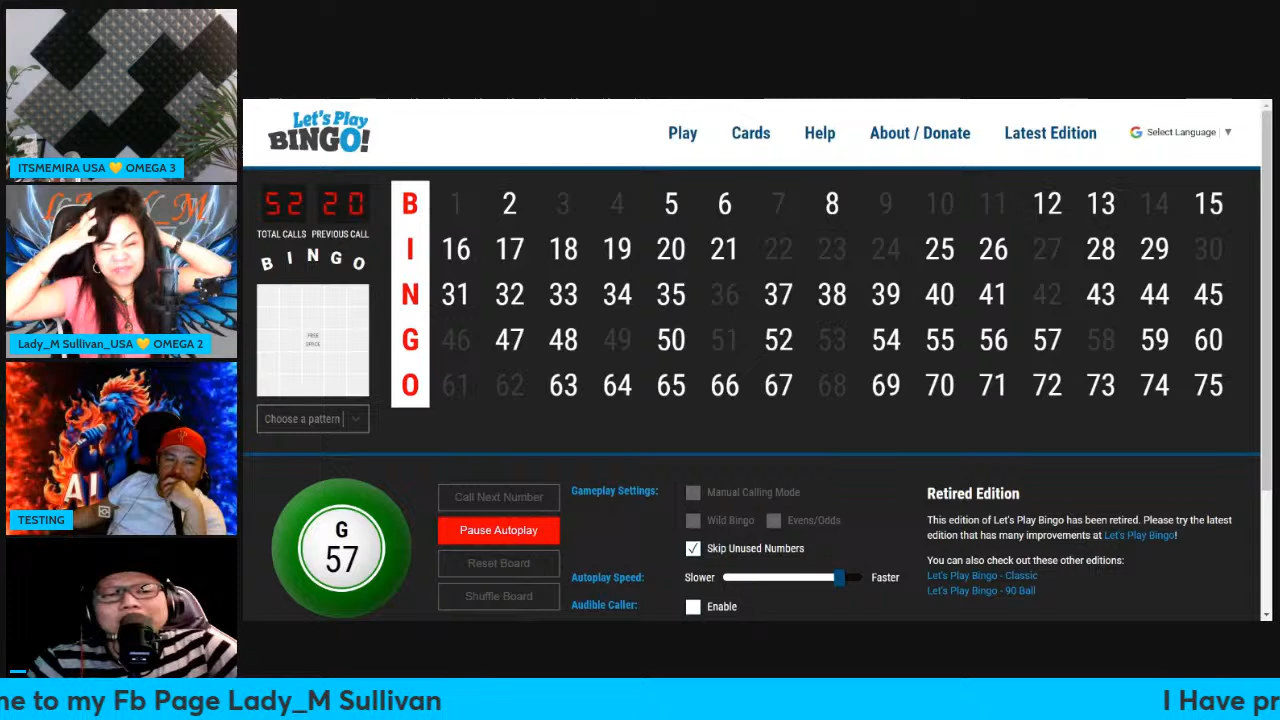 ITSMEMIRA USA 💛 OMEGA 3
Lady_M Sullivan_USA 💛 OMEGA 2
TESTING
Let's Play
BINGO!
Play Cards Help About / Donate Latest Edition Select Language ▼
52 20
TOTAL CALLS PREVIOUS CALL
B I N G O
FREE
SPACE
Choose a pattern
B 1 2 3 4 5 6 7 8 9 10 11 12 13 14 15
I 16 17 18 19 20 21 22 23 24 25 26 27 28 29 30
N 31 32 33 34 35 36 37 38 39 40 41 42 43 44 45
G 46 47 48 49 50 51 52 53 54 55 56 57 58 59 60
O 61 62 63 64 65 66 67 68 69 70 71 72 73 74 75
G
57
Call Next Number
Pause Autoplay
Reset Board
Shuffle Board
Gameplay Settings:
Manual Calling Mode
Wild Bingo Evens/Odds
Skip Unused Numbers
Autoplay Speed: Slower Faster
Audible Caller: Enable
Retired Edition
This edition of Let's Play Bingo has been retired. Please try the latest
edition that has many improvements at Let's Play Bingo!
You can also check out these other editions:
Let's Play Bingo - Classic
Let's Play Bingo - 90 Ball
ne to my Fb Page Lady_M Sullivan I Have pr